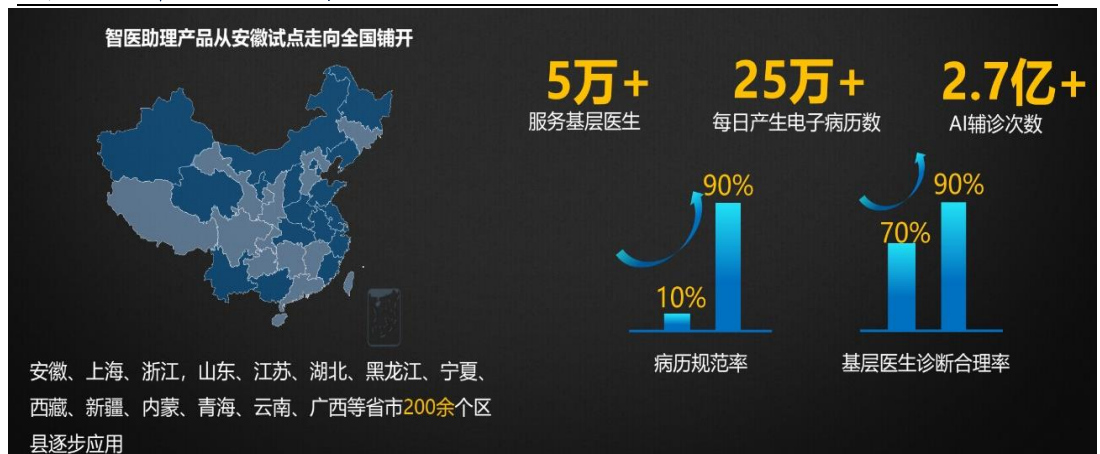 智医助理产品从安徽试点走向全国铺开
5万+
服务基层医生
25万+
每日产生电子病历数
2.7亿+
AI辅诊次数
10%
90%
病历规范率
70%
90%
基层医生诊断合理率
安徽、上海、浙江，山东、江苏、湖北、黑龙江、宁夏、
西藏、新疆、内蒙、青海、云南、广西等省市200余个区
县逐步应用